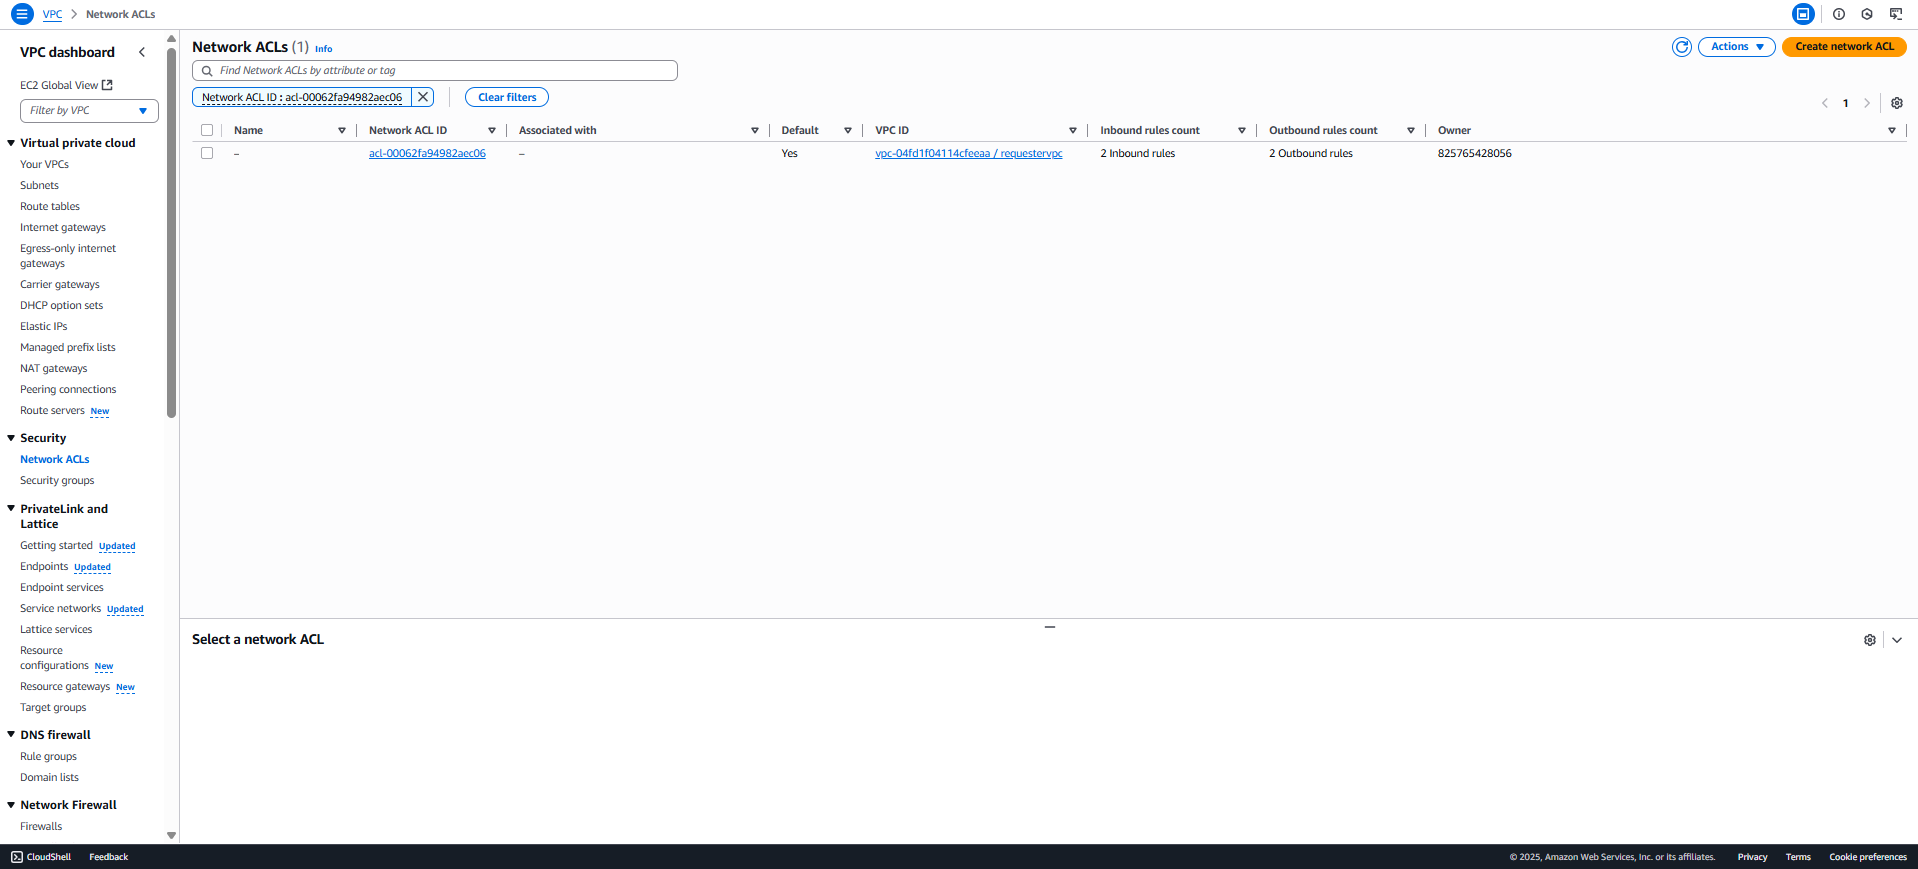 VPC > Network ACLs
VPC dashboard
EC2 Global View
Filter by VPC
Virtual private cloud
Your VPCs
Subnets
Route tables
Internet gateways
Egress-only internet
gateways
Carrier gateways
DHCP option sets
Elastic IPs
Managed prefix lists
NAT gateways
Peering connections
Route servers New
Security
Network ACLs
Security groups
PrivateLink and
Lattice
Getting started Updated
Endpoints Updated
Endpoint services
Service networks Updated
Lattice services
Resource
configurations New
Resource gateways New
Target groups
DNS firewall
Rule groups
Domain lists
Network Firewall
Firewalls
Network ACLs (1) Info
Actions
Create network ACL
Find Network ACLs by attribute or tag
Network ACL ID : acl-00062fa94982aec06
Clear filters
1
Name Network ACL ID Associated with Default VPC ID Inbound rules count Outbound rules count Owner
– acl-00062fa94982aec06 – Yes vpc-04fd1f04114cfeeaa / requestervpc 2 Inbound rules 2 Outbound rules 825765428056
Select a network ACL
CloudShell Feedback © 2025, Amazon Web Services, Inc. or its affiliates. Privacy Terms Cookie preferences